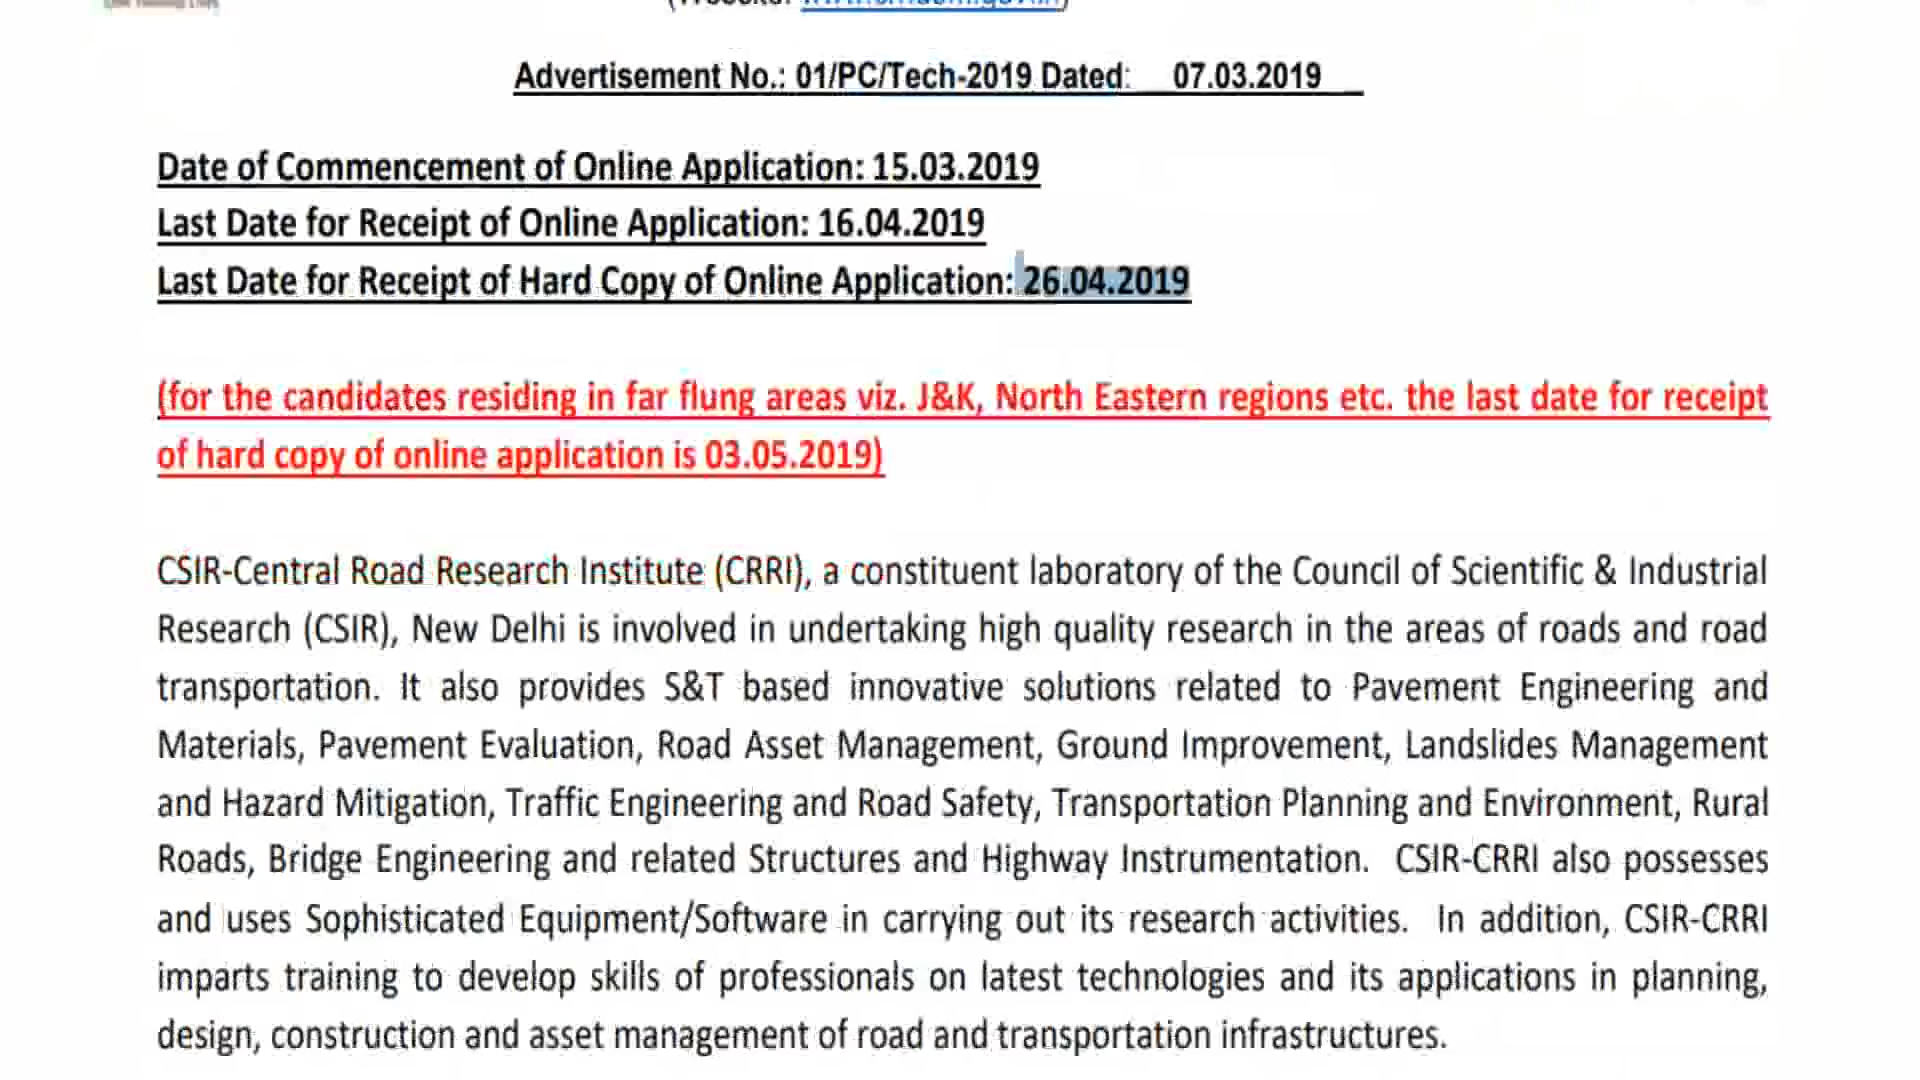 Advertisement No.: 01/PC/Tech-2019 Dated: 07.03.2019
Date of Commencement of Online Application: 15.03.2019
Last Date for Receipt of Online Application: 16.04.2019
Last Date for Receipt of Hard Copy of Online Application: 26.04.2019
(for the candidates residing in far flung areas viz. J&K, North Eastern regions etc. the last date for receipt
of hard copy of online application is 03.05.2019)
CSIR-Central Road Research Institute (CRRI), a constituent laboratory of the Council of Scientific & Industrial
Research (CSIR), New Delhi is involved in undertaking high quality research in the areas of roads and road
transportation. It also provides S&T based innovative solutions related to Pavement Engineering and
Materials, Pavement Evaluation, Road Asset Management, Ground Improvement, Landslides Management
and Hazard Mitigation, Traffic Engineering and Road Safety, Transportation Planning and Environment, Rural
Roads, Bridge Engineering and related Structures and Highway Instrumentation. CSIR-CRRI also possesses
and uses Sophisticated Equipment/Software in carrying out its research activities. In addition, CSIR-CRRI
imparts training to develop skills of professionals on latest technologies and its applications in planning,
design, construction and asset management of road and transportation infrastructures.